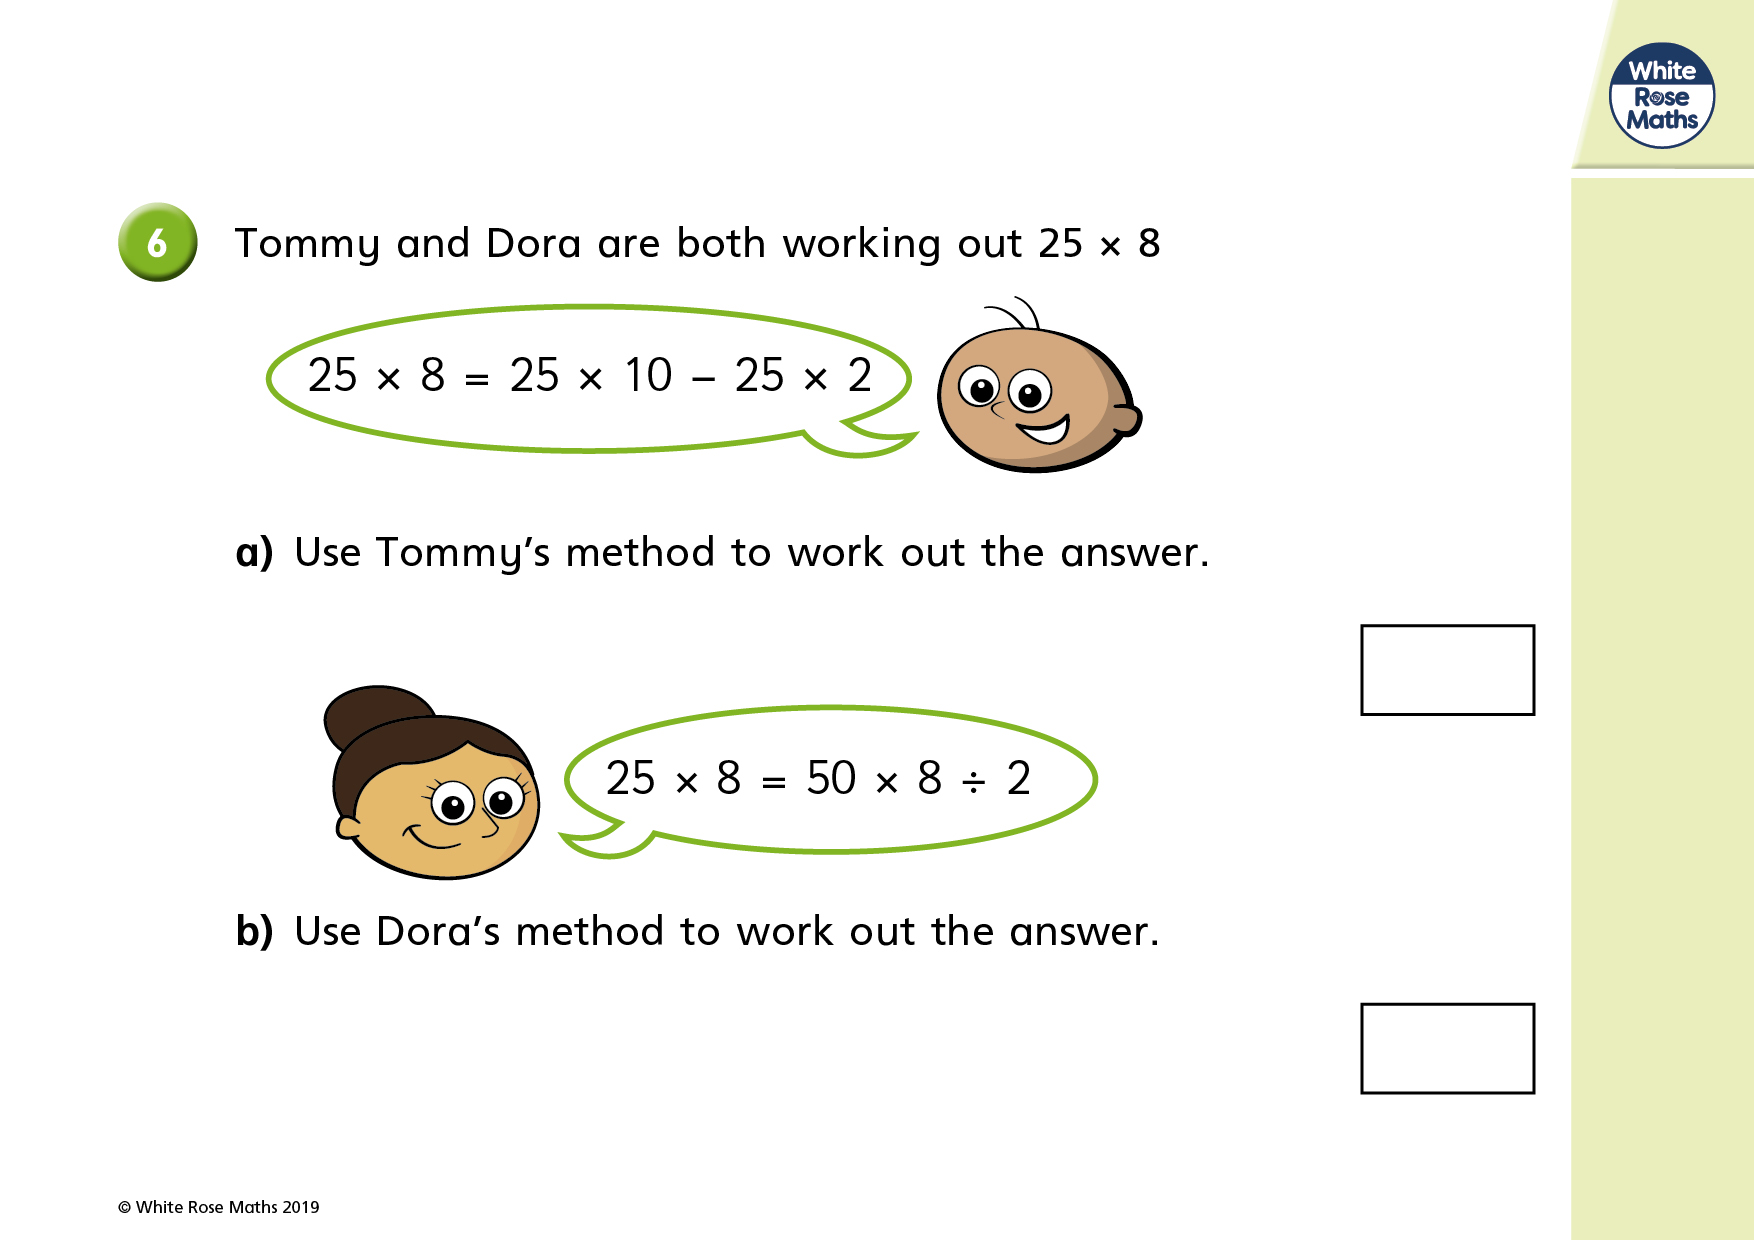 White
Rose
Maths
6 Tommy and Dora are both working out 25 × 8
25 × 8 = 25 × 10 – 25 × 2
a) Use Tommy’s method to work out the answer.
25 × 8 = 50 × 8 ÷ 2
b) Use Dora’s method to work out the answer.
© White Rose Maths 2019